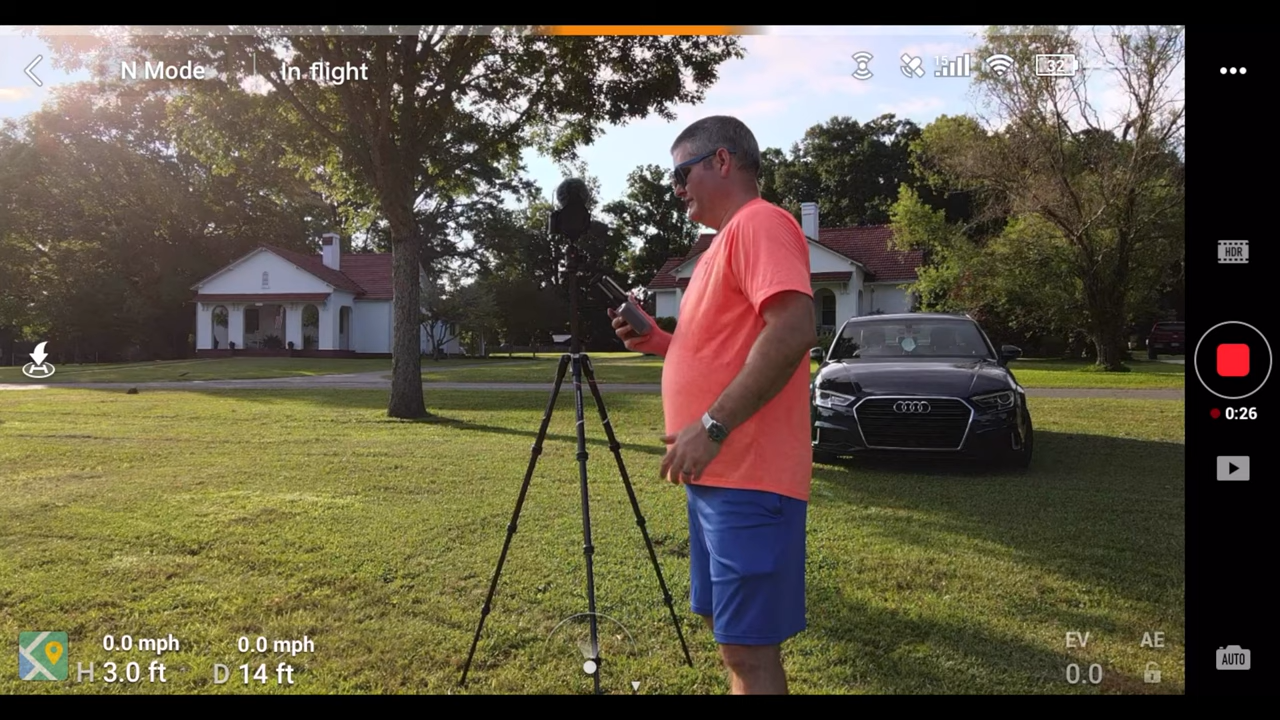 N Mode In flight
15
32
HDR
0:26
0.0 mph 0.0 mph
H 3.0 ft D 14 ft
EV AE
0.0
AUTO